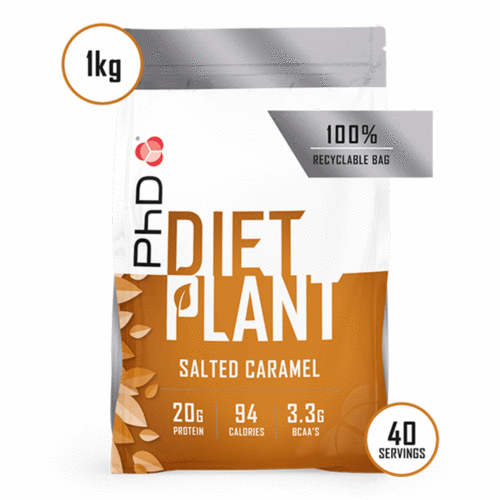 1kg
100%
RECYCLABLE BAG
PhD
DIET
PLANT
SALTED CARAMEL
20G
PROTEIN
94
CALORIES
3.3G
BCAA'S
40
SERVINGS